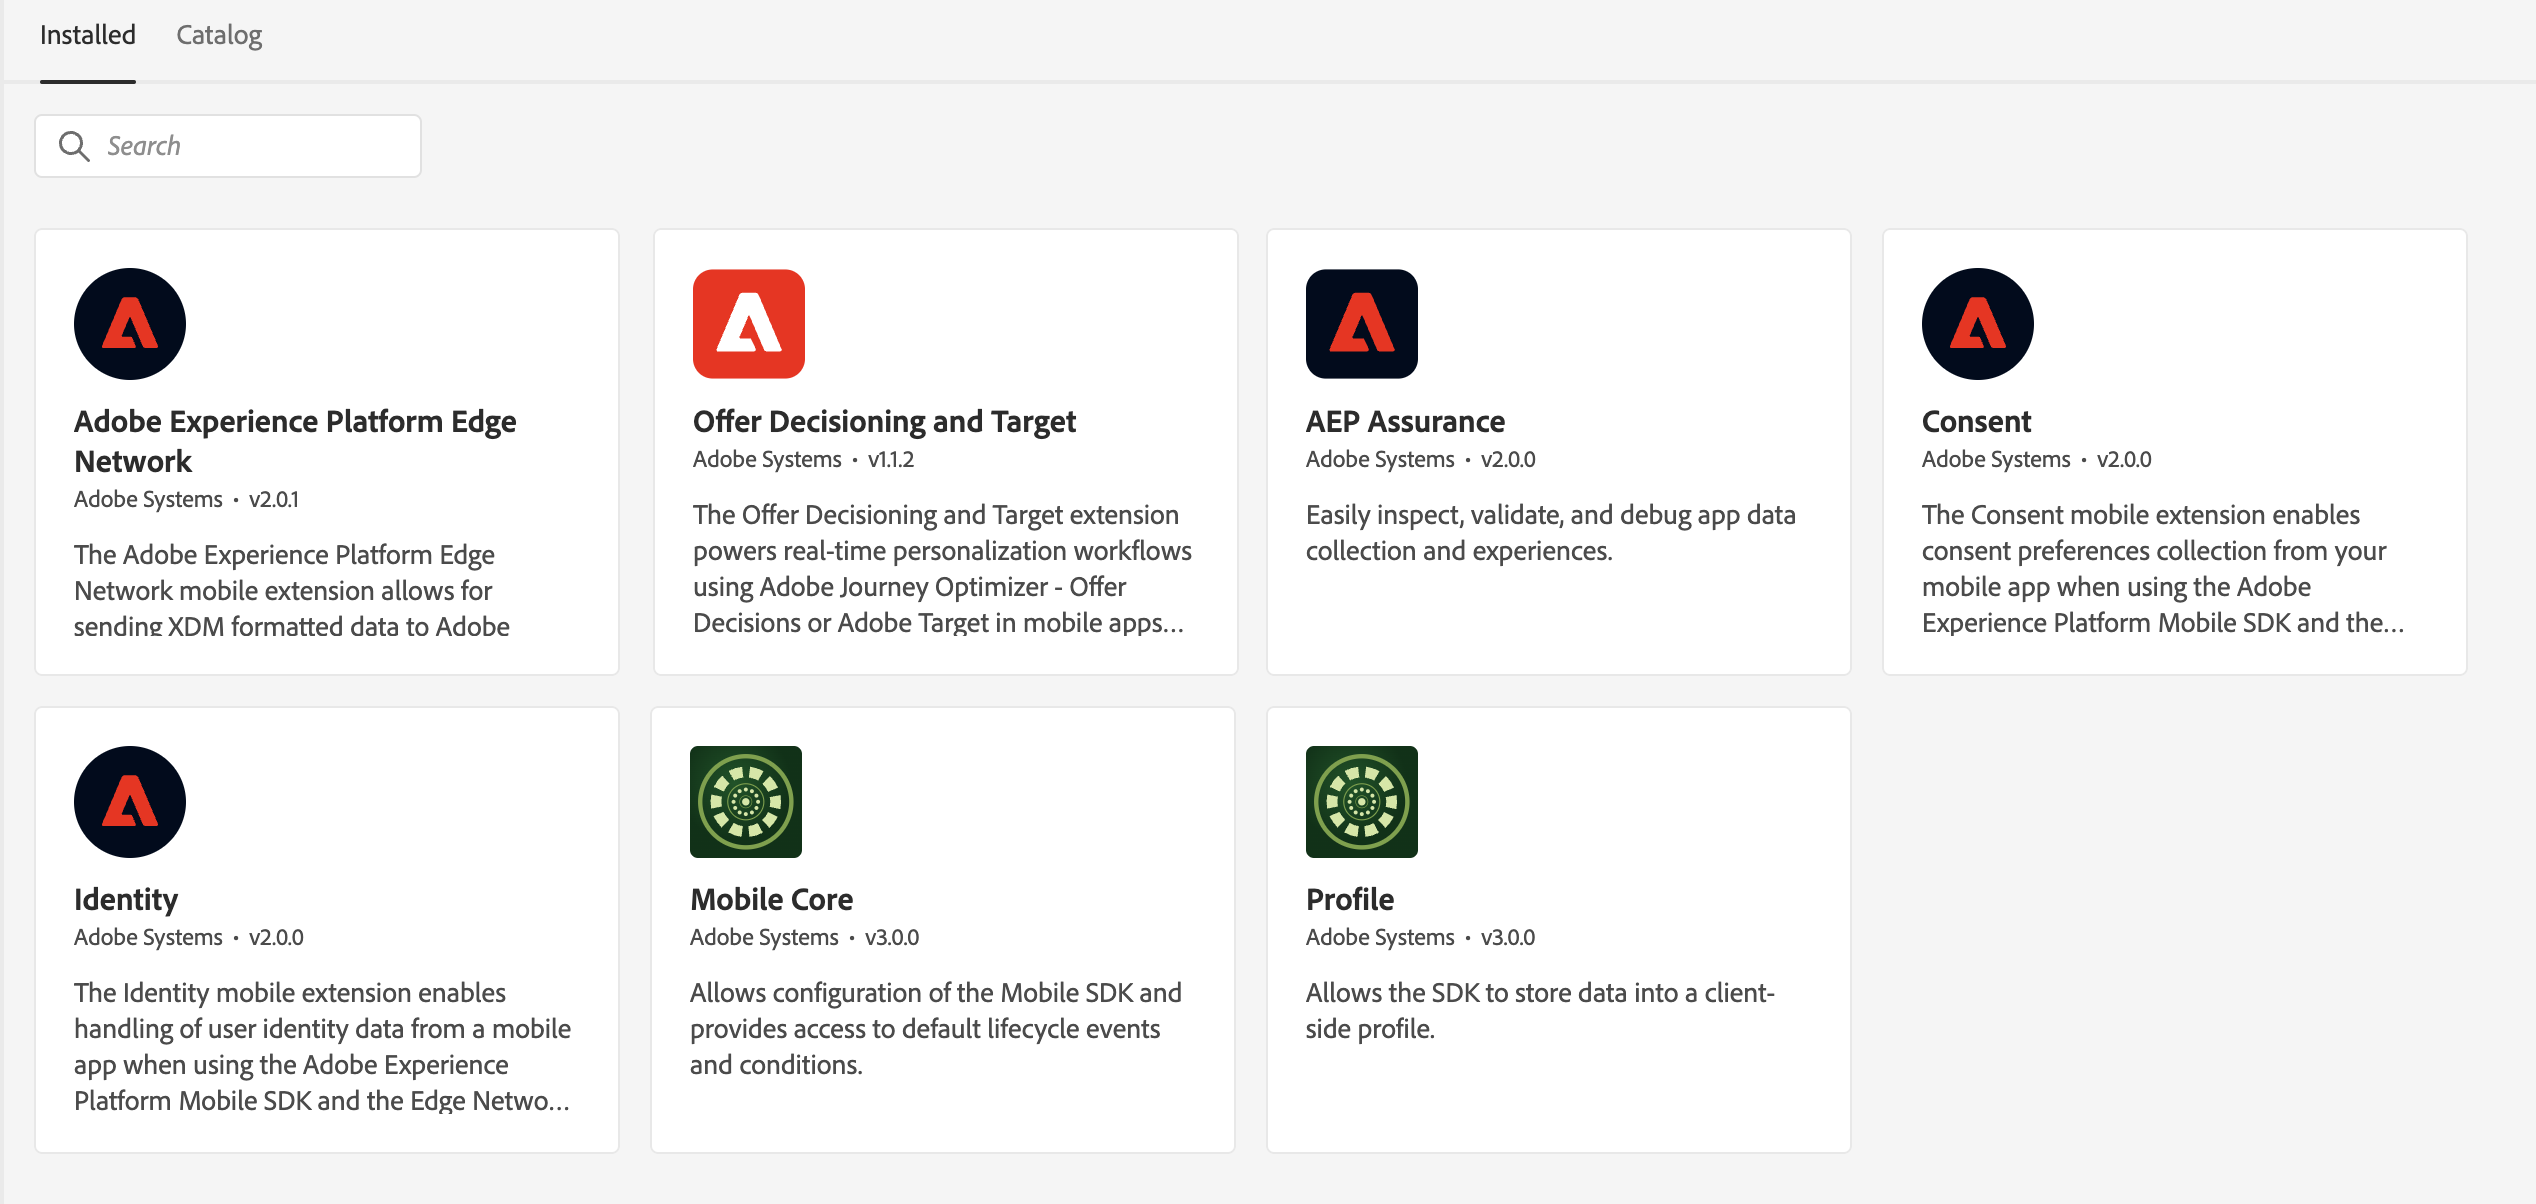 Installed
Catalog
Search
Adobe Experience Platform Edge
Network
Adobe Systems • v2.0.1
The Adobe Experience Platform Edge
Network mobile extension allows for
sending XDM formatted data to Adobe
Offer Decisioning and Target
Adobe Systems • v1.1.2
The Offer Decisioning and Target extension
powers real-time personalization workflows
using Adobe Journey Optimizer - Offer
Decisions or Adobe Target in mobile apps...
AEP Assurance
Adobe Systems • v2.0.0
Easily inspect, validate, and debug app data
collection and experiences.
Consent
Adobe Systems • v2.0.0
The Consent mobile extension enables
consent preferences collection from your
mobile app when using the Adobe
Experience Platform Mobile SDK and the...
Identity
Adobe Systems • v2.0.0
The Identity mobile extension enables
handling of user identity data from a mobile
app when using the Adobe Experience
Platform Mobile SDK and the Edge Netwo...
Mobile Core
Adobe Systems • v3.0.0
Allows configuration of the Mobile SDK and
provides access to default lifecycle events
and conditions.
Profile
Adobe Systems • v3.0.0
Allows the SDK to store data into a client-
side profile.